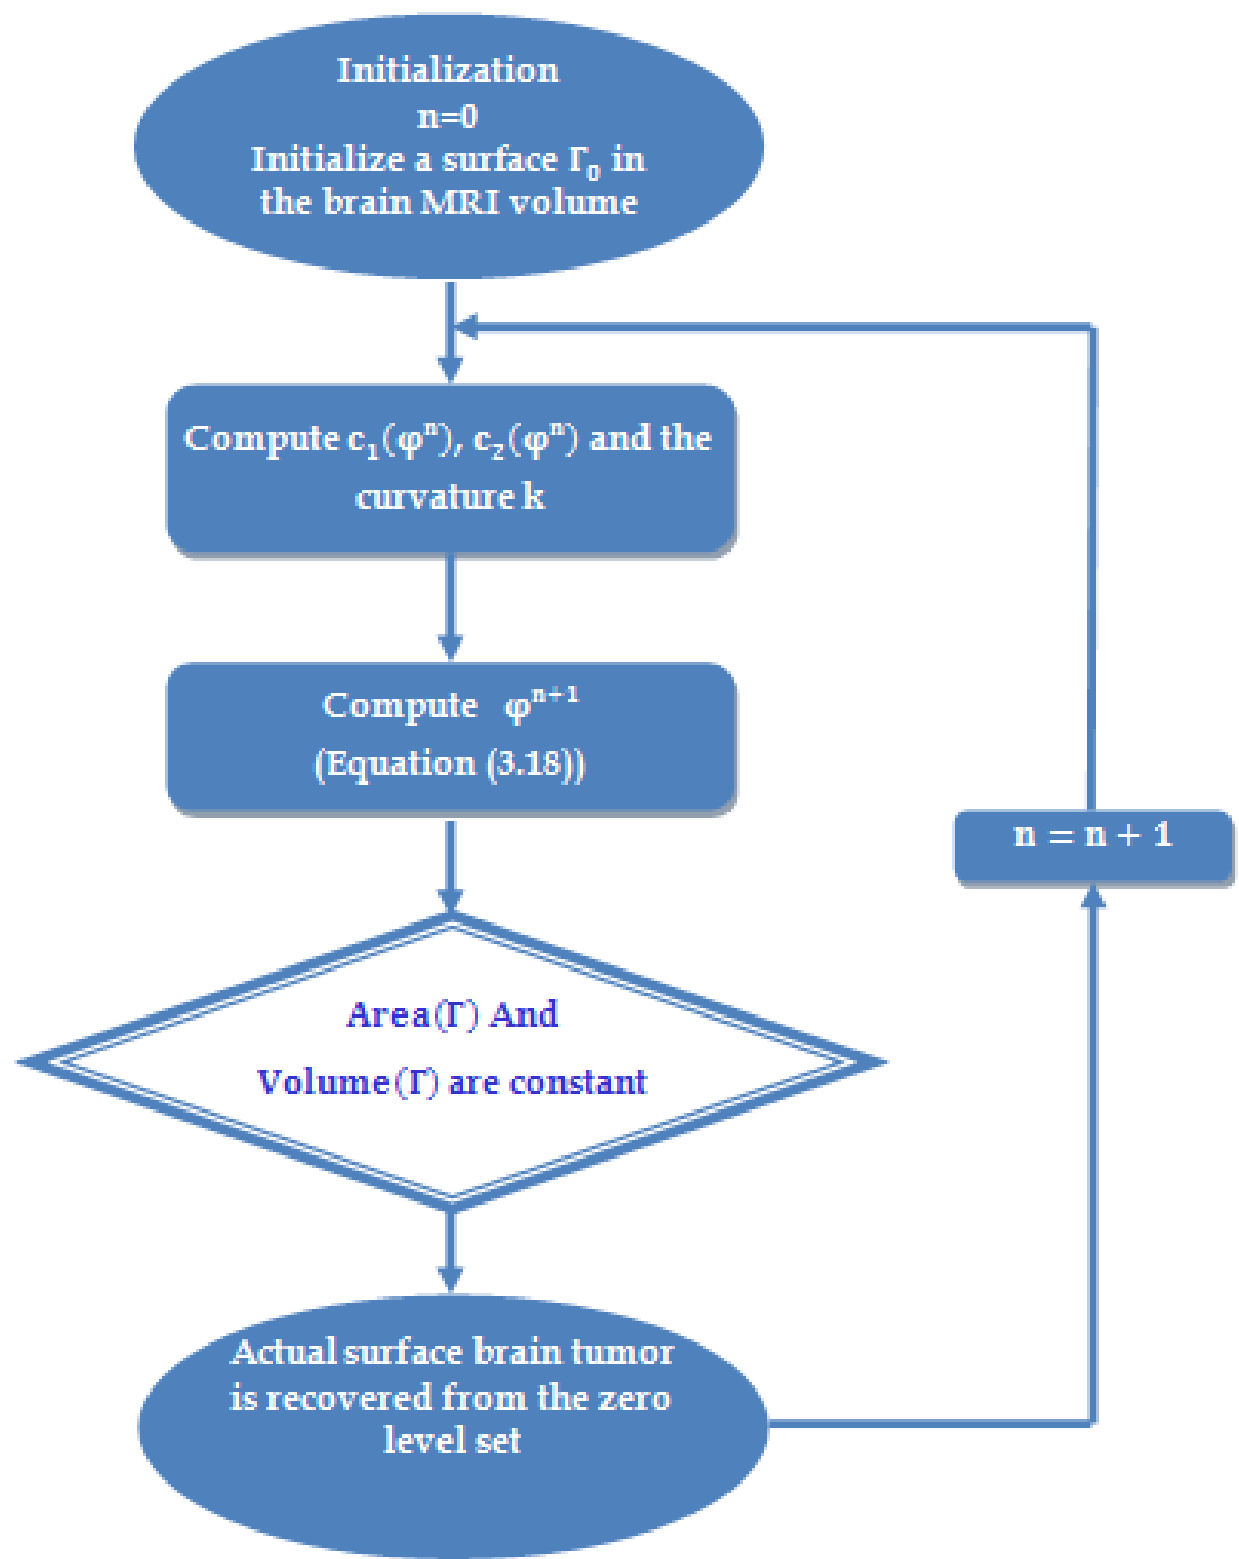 Initialization
n=0
Initialize a surface Γ₀ in
the brain MRI volume
Compute c₁(φⁿ), c₂(φⁿ) and the
curvature k
Compute φⁿ⁺¹
(Equation (3.18))
n = n + 1
Area(Γ) And
Volume(Γ) are constant
Actual surface brain tumor
is recovered from the zero
level set